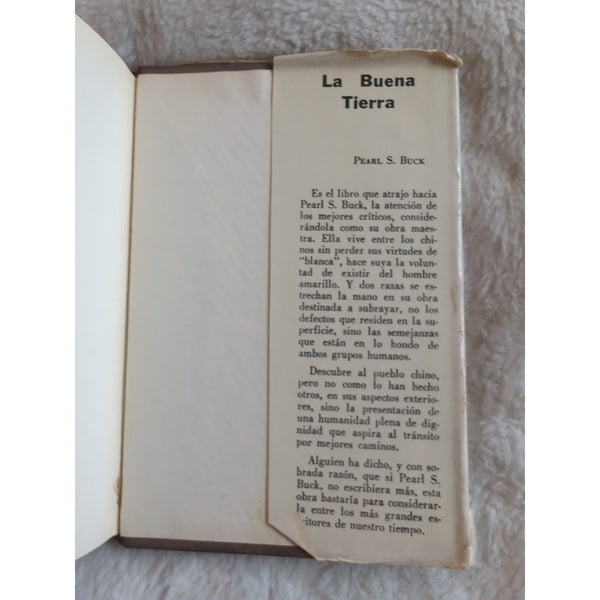 La Buena
Tierra
PEARL S. BUCK
Es el libro que atrajo hacia
Pearl S. Buck, la atención de
los mejores críticos, conside-
rándola como su obra maes-
tra. Ella vive entre los chi-
nos sin perder sus virtudes de
"blanca", hace suya la volun-
tad de existir del hombre
amarillo. Y dos razas se es-
trechan la mano en su obra
destinada a subrayar, no los
defectos que residen en la su-
perficie, sino las semejanzas
que están en lo hondo de
ambos grupos humanos.
Descubre al pueblo chino,
pero no como lo han hecho
otros, en sus aspectos exterio-
res, sino la presentación de
una humanidad plena de dig-
nidad que aspira al tránsito
por mejores caminos.
Alguien ha dicho, y con so-
brada razón, que si Pearl S.
Buck, no escribiera más, esta
obra bastaría para considerar-
la entre los más grandes es-
critores de nuestro tiempo.